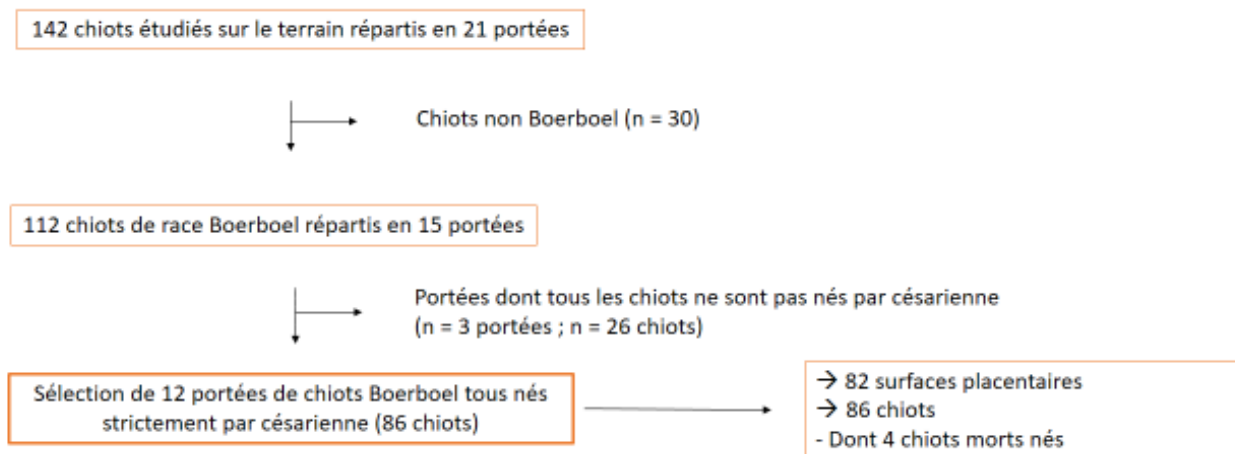 142 chiots étudiés sur le terrain répartis en 21 portées
Chiots non Boerboel (n = 30)
112 chiots de race Boerboel répartis en 15 portées
Portées dont tous les chiots ne sont pas nés par césarienne
(n = 3 portées ; n = 26 chiots)
Sélection de 12 portées de chiots Boerboel tous nés
strictement par césarienne (86 chiots)
→ 82 surfaces placentaires
→ 86 chiots
- Dont 4 chiots morts nés